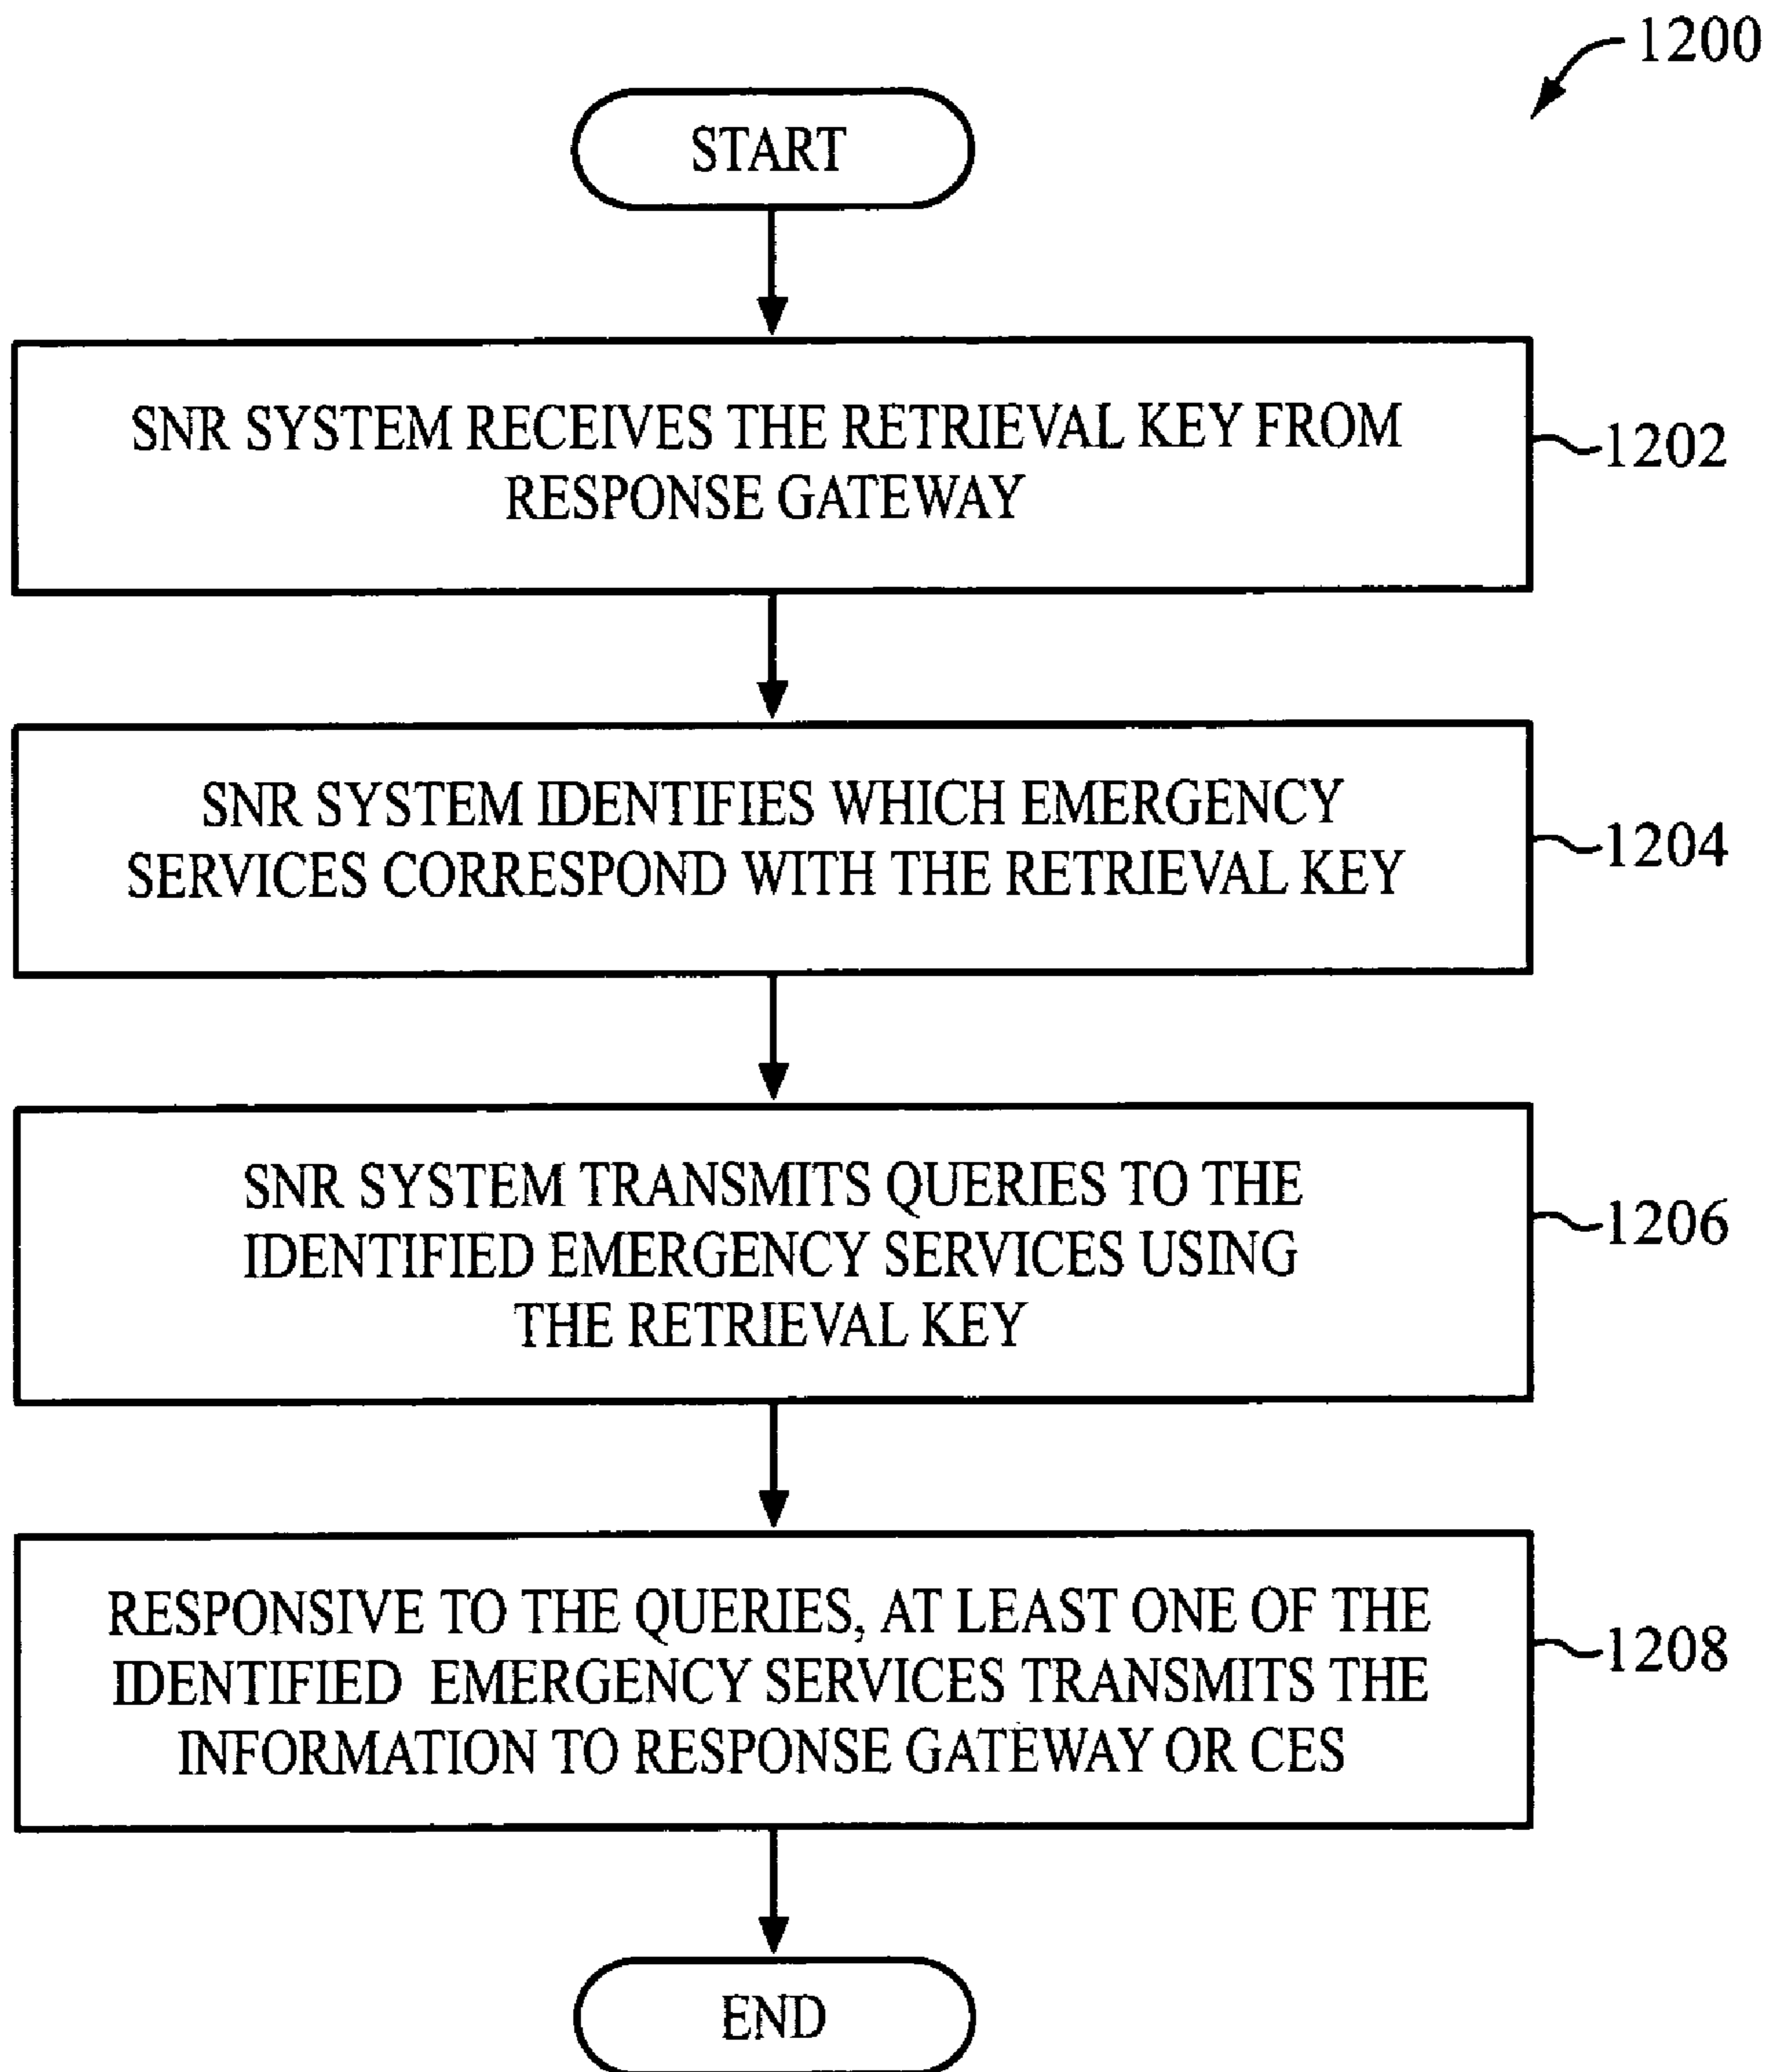 1200
START
SNR SYSTEM RECEIVES THE RETRIEVAL KEY FROM
RESPONSE GATEWAY
1202
SNR SYSTEM IDENTIFIES WHICH EMERGENCY
SERVICES CORRESPOND WITH THE RETRIEVAL KEY
1204
SNR SYSTEM TRANSMITS QUERIES TO THE
IDENTIFIED EMERGENCY SERVICES USING
THE RETRIEVAL KEY
1206
RESPONSIVE TO THE QUERIES, AT LEAST ONE OF THE
IDENTIFIED EMERGENCY SERVICES TRANSMITS THE
INFORMATION TO RESPONSE GATEWAY OR CES
1208
END